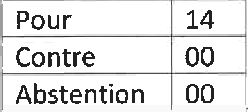 Pour 14
Contre 00
Abstention 00